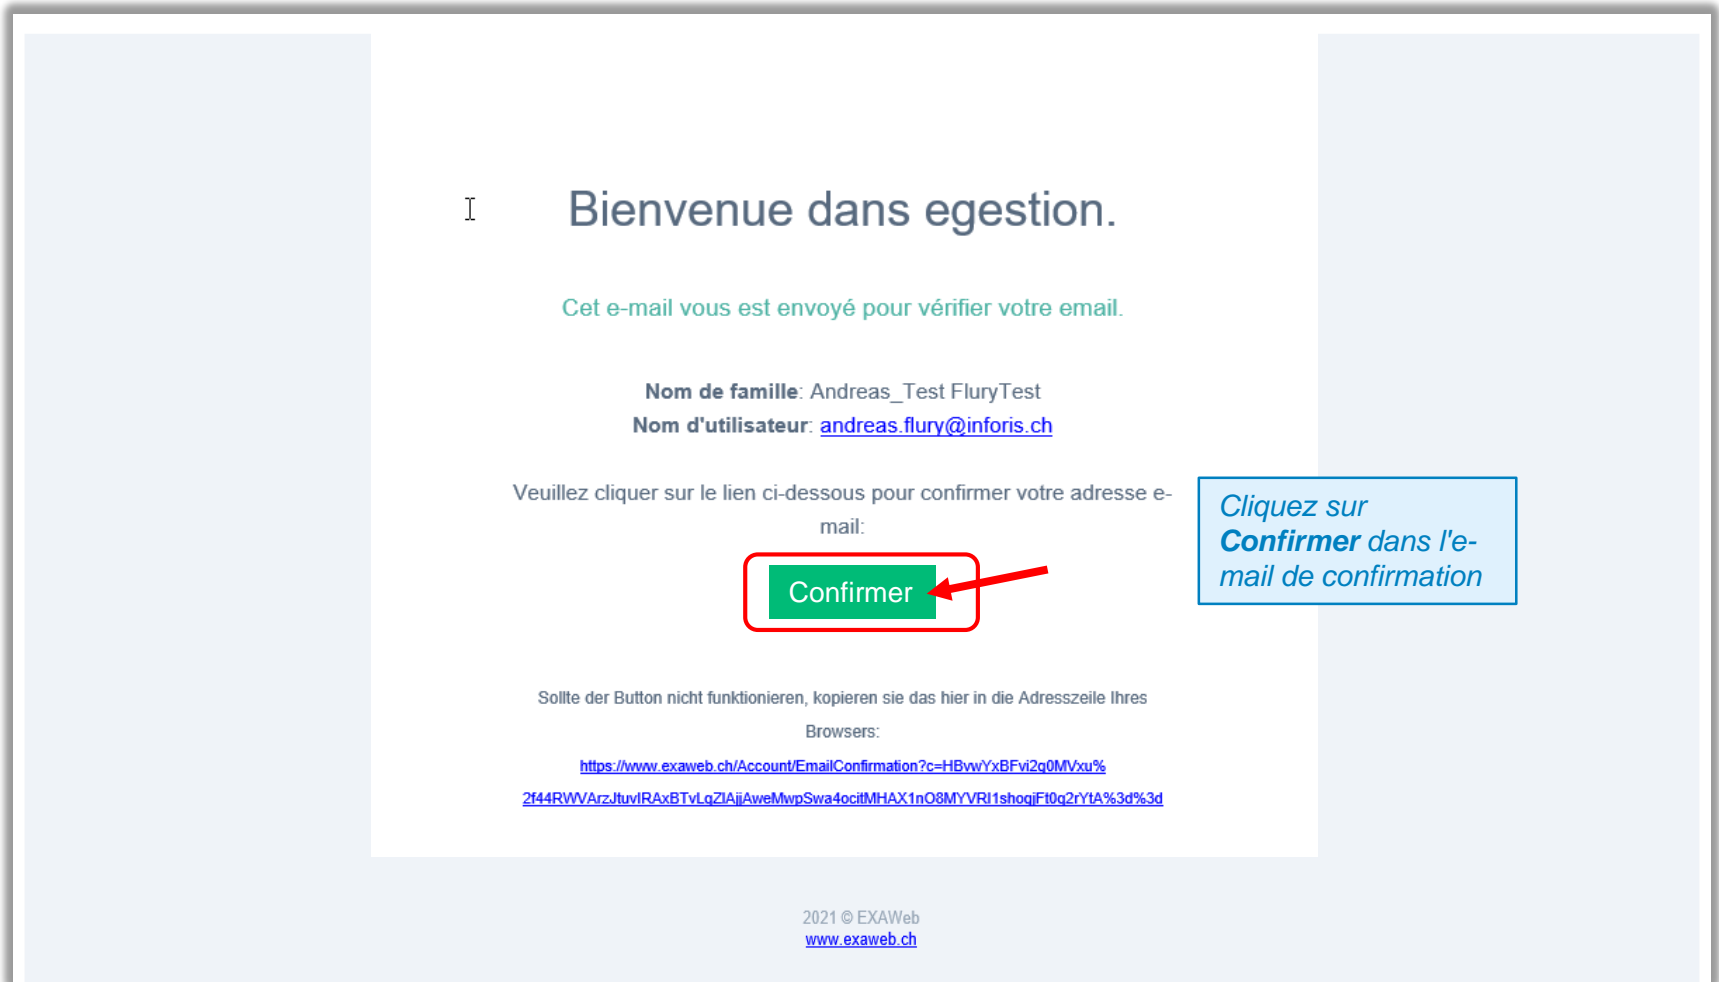 Bienvenue dans egestion.
Cet e-mail vous est envoyé pour vérifier votre email.
Nom de famille: Andreas_Test FluryTest
Nom d'utilisateur: andreas.flury@inforis.ch
Veuillez cliquer sur le lien ci-dessous pour confirmer votre adresse e-
mail:
Confirmer
Cliquez sur
Confirmer dans l'e-
mail de confirmation
Sollte der Button nicht funktionieren, kopieren sie das hier in die Adresszeile Ihres
Browsers:
https://www.exaweb.ch/Account/EmailConfirmation?c=HBvwYxBFvi2q0MVxu%
2f44RWVArzJtuvIRAxBTvLqZIAjjAweMwpSwa4ocitMHAX1nO8MYVRI1shoqjFt0q2rYtA%3d%3d
2021 © EXAWeb
www.exaweb.ch